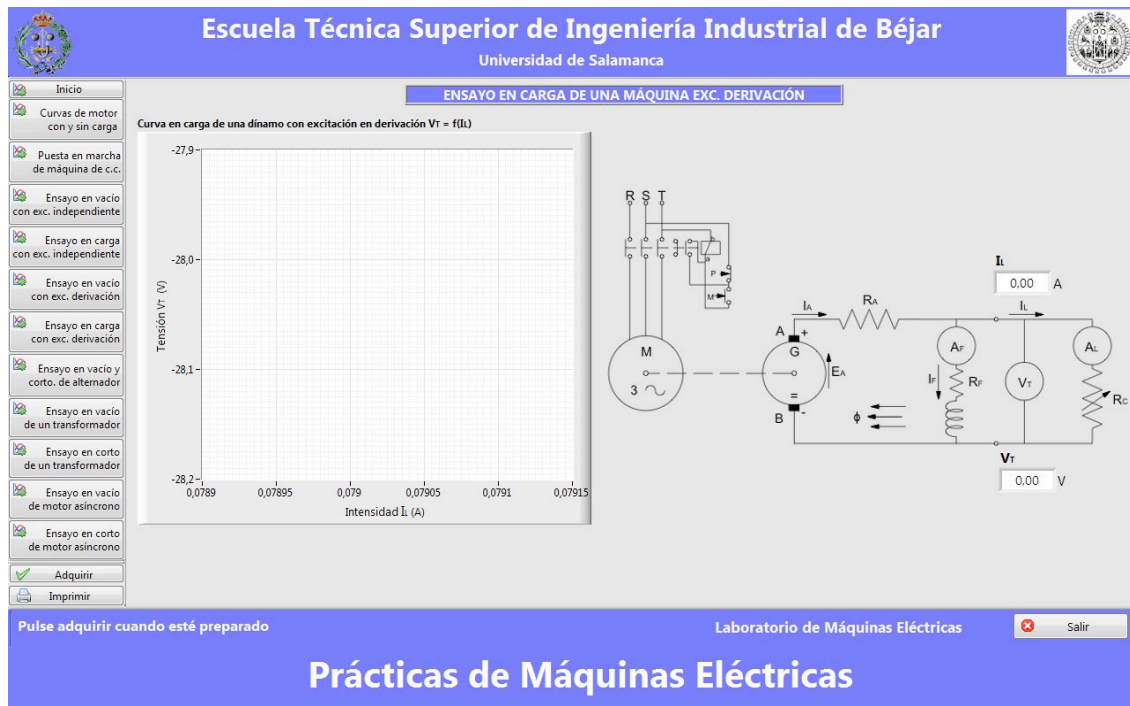 Escuela Técnica Superior de Ingeniería Industrial de Béjar
Universidad de Salamanca
Inicio
Curvas de motor
con y sin carga
Puesta en marcha
de máquina de c.c.
Ensayo en vacío
con exc. independiente
Ensayo en carga
con exc. independiente
Ensayo en vacío
con exc. derivación
Ensayo en carga
con exc. derivación
Ensayo en vacío y
corto. de alternador
Ensayo en vacío
de un transformador
Ensayo en corto
de un transformador
Ensayo en vacío
de motor asíncrono
Ensayo en corto
de motor asíncrono
Adquirir
Imprimir
ENSAYO EN CARGA DE UNA MÁQUINA EXC. DERIVACIÓN
Curva en carga de una dínamo con excitación en derivación VT = f(IL)
-27,9
-28,0
-28,1
-28,2
Tensión VT (V)
0,0789 0,07895 0,079 0,07905 0,0791 0,07915
Intensidad IL (A)
R S T
b
a
P
M
M
3
IL
0,00 A
IA RA IL
A +
G
EA
=
B -
ϕ
AF
IF RF
VT
AL
RC
VT
0,00 V
Pulse adquirir cuando esté preparado
Laboratorio de Máquinas Eléctricas
Salir
Prácticas de Máquinas Eléctricas